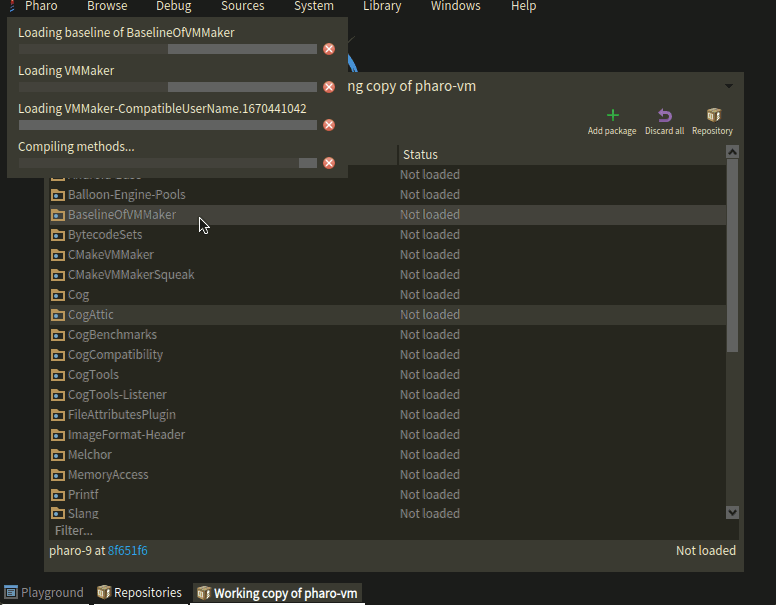 Pharo Browse Debug Sources System Library Windows Help
Loading baseline of BaselineOfVMMaker
Loading VMMaker
Loading VMMaker-CompatibleUserName.1670441042
Compiling methods...
ng copy of pharo-vm
Add package Discard all Repository
Status
Not loaded
Balloon-Engine-Pools Not loaded
BaselineOfVMMaker Not loaded
BytecodeSets Not loaded
CMakeVMMaker Not loaded
CMakeVMMakerSqueak Not loaded
Cog Not loaded
CogAttic Not loaded
CogBenchmarks Not loaded
CogCompatibility Not loaded
CogTools Not loaded
CogTools-Listener Not loaded
FileAttributesPlugin Not loaded
ImageFormat-Header Not loaded
Melchor Not loaded
MemoryAccess Not loaded
Printf Not loaded
Slang Not loaded
Filter...
pharo-9 at 8f651f6 Not loaded
Playground Repositories Working copy of pharo-vm